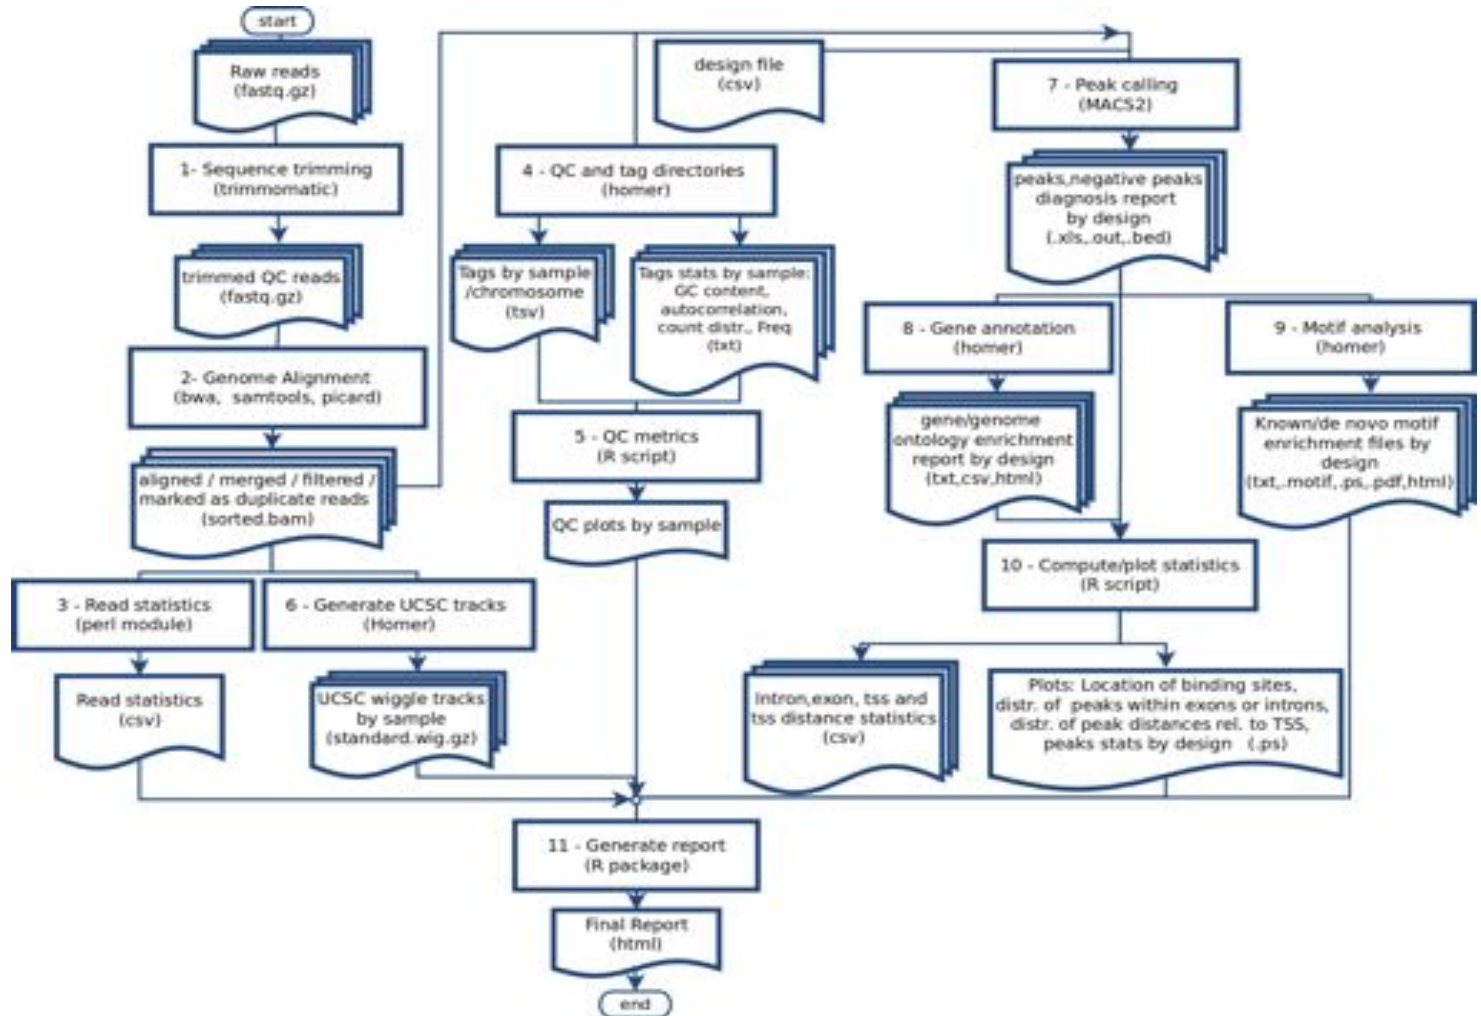 start
Raw reads
(fastq.gz)
1- Sequence trimming
(trimmomatic)
trimmed QC reads
(fastq.gz)
2- Genome Alignment
(bwa, samtools, picard)
aligned / merged / filtered /
marked as duplicate reads
(sorted.bam)
3 - Read statistics
(perl module)
Read statistics
(csv)
6 - Generate UCSC tracks
(Homer)
UCSC wiggle tracks
by sample
(standard.wig.gz)
design file
(csv)
4 - QC and tag directories
(homer)
Tags by sample
/chromosome
(tsv)
Tags stats by sample:
GC content,
autocorrelation,
count distr., Freq
(txt)
5 - QC metrics
(R script)
QC plots by sample
7 - Peak calling
(MACS2)
peaks,negative peaks
diagnosis report
by design
(.xls,.out,.bed)
8 - Gene annotation
(homer)
gene/genome
ontology enrichment
report by design
(txt,csv,html)
9 - Motif analysis
(homer)
Known/de novo motif
enrichment files by
design
(txt,.motif,.ps,.pdf,html)
10 - Compute/plot statistics
(R script)
Intron,exon, tss and
tss distance statistics
(csv)
Plots: Location of binding sites,
distr. of peaks within exons or introns,
distr. of peak distances rel. to TSS,
peaks stats by design (.ps)
11 - Generate report
(R package)
Final Report
(html)
end